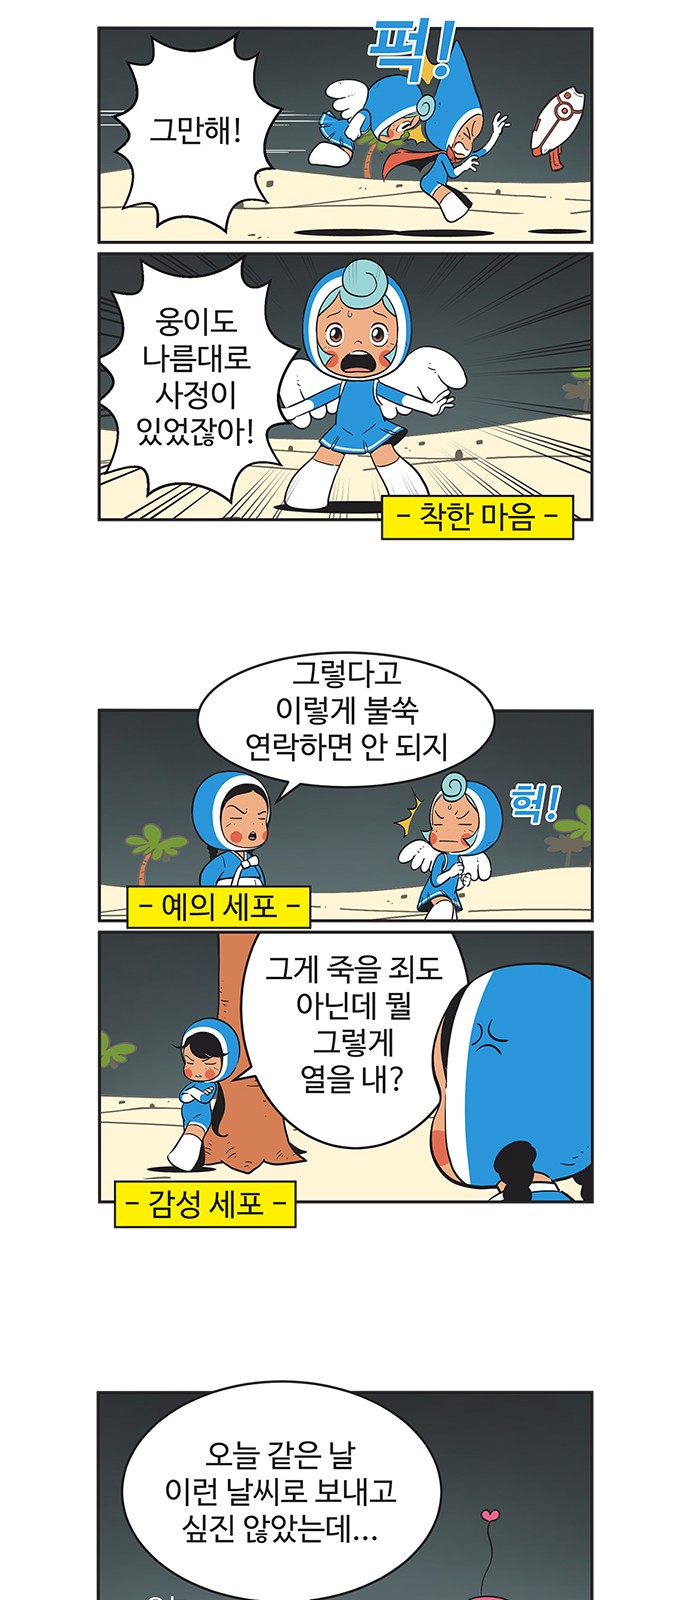 퍽!
그만해!
웅이도
나름대로
사정이
있었잖아!
- 착한 마음 -
그렇다고
이렇게 불쑥
연락하면 안 되지
헉!
- 예의 세포 -
그게 죽을 죄도
아닌데 뭘
그렇게
열을 내?
- 감성 세포 -
오늘 같은 날
이런 날씨로 보내고
싶진 않았는데...